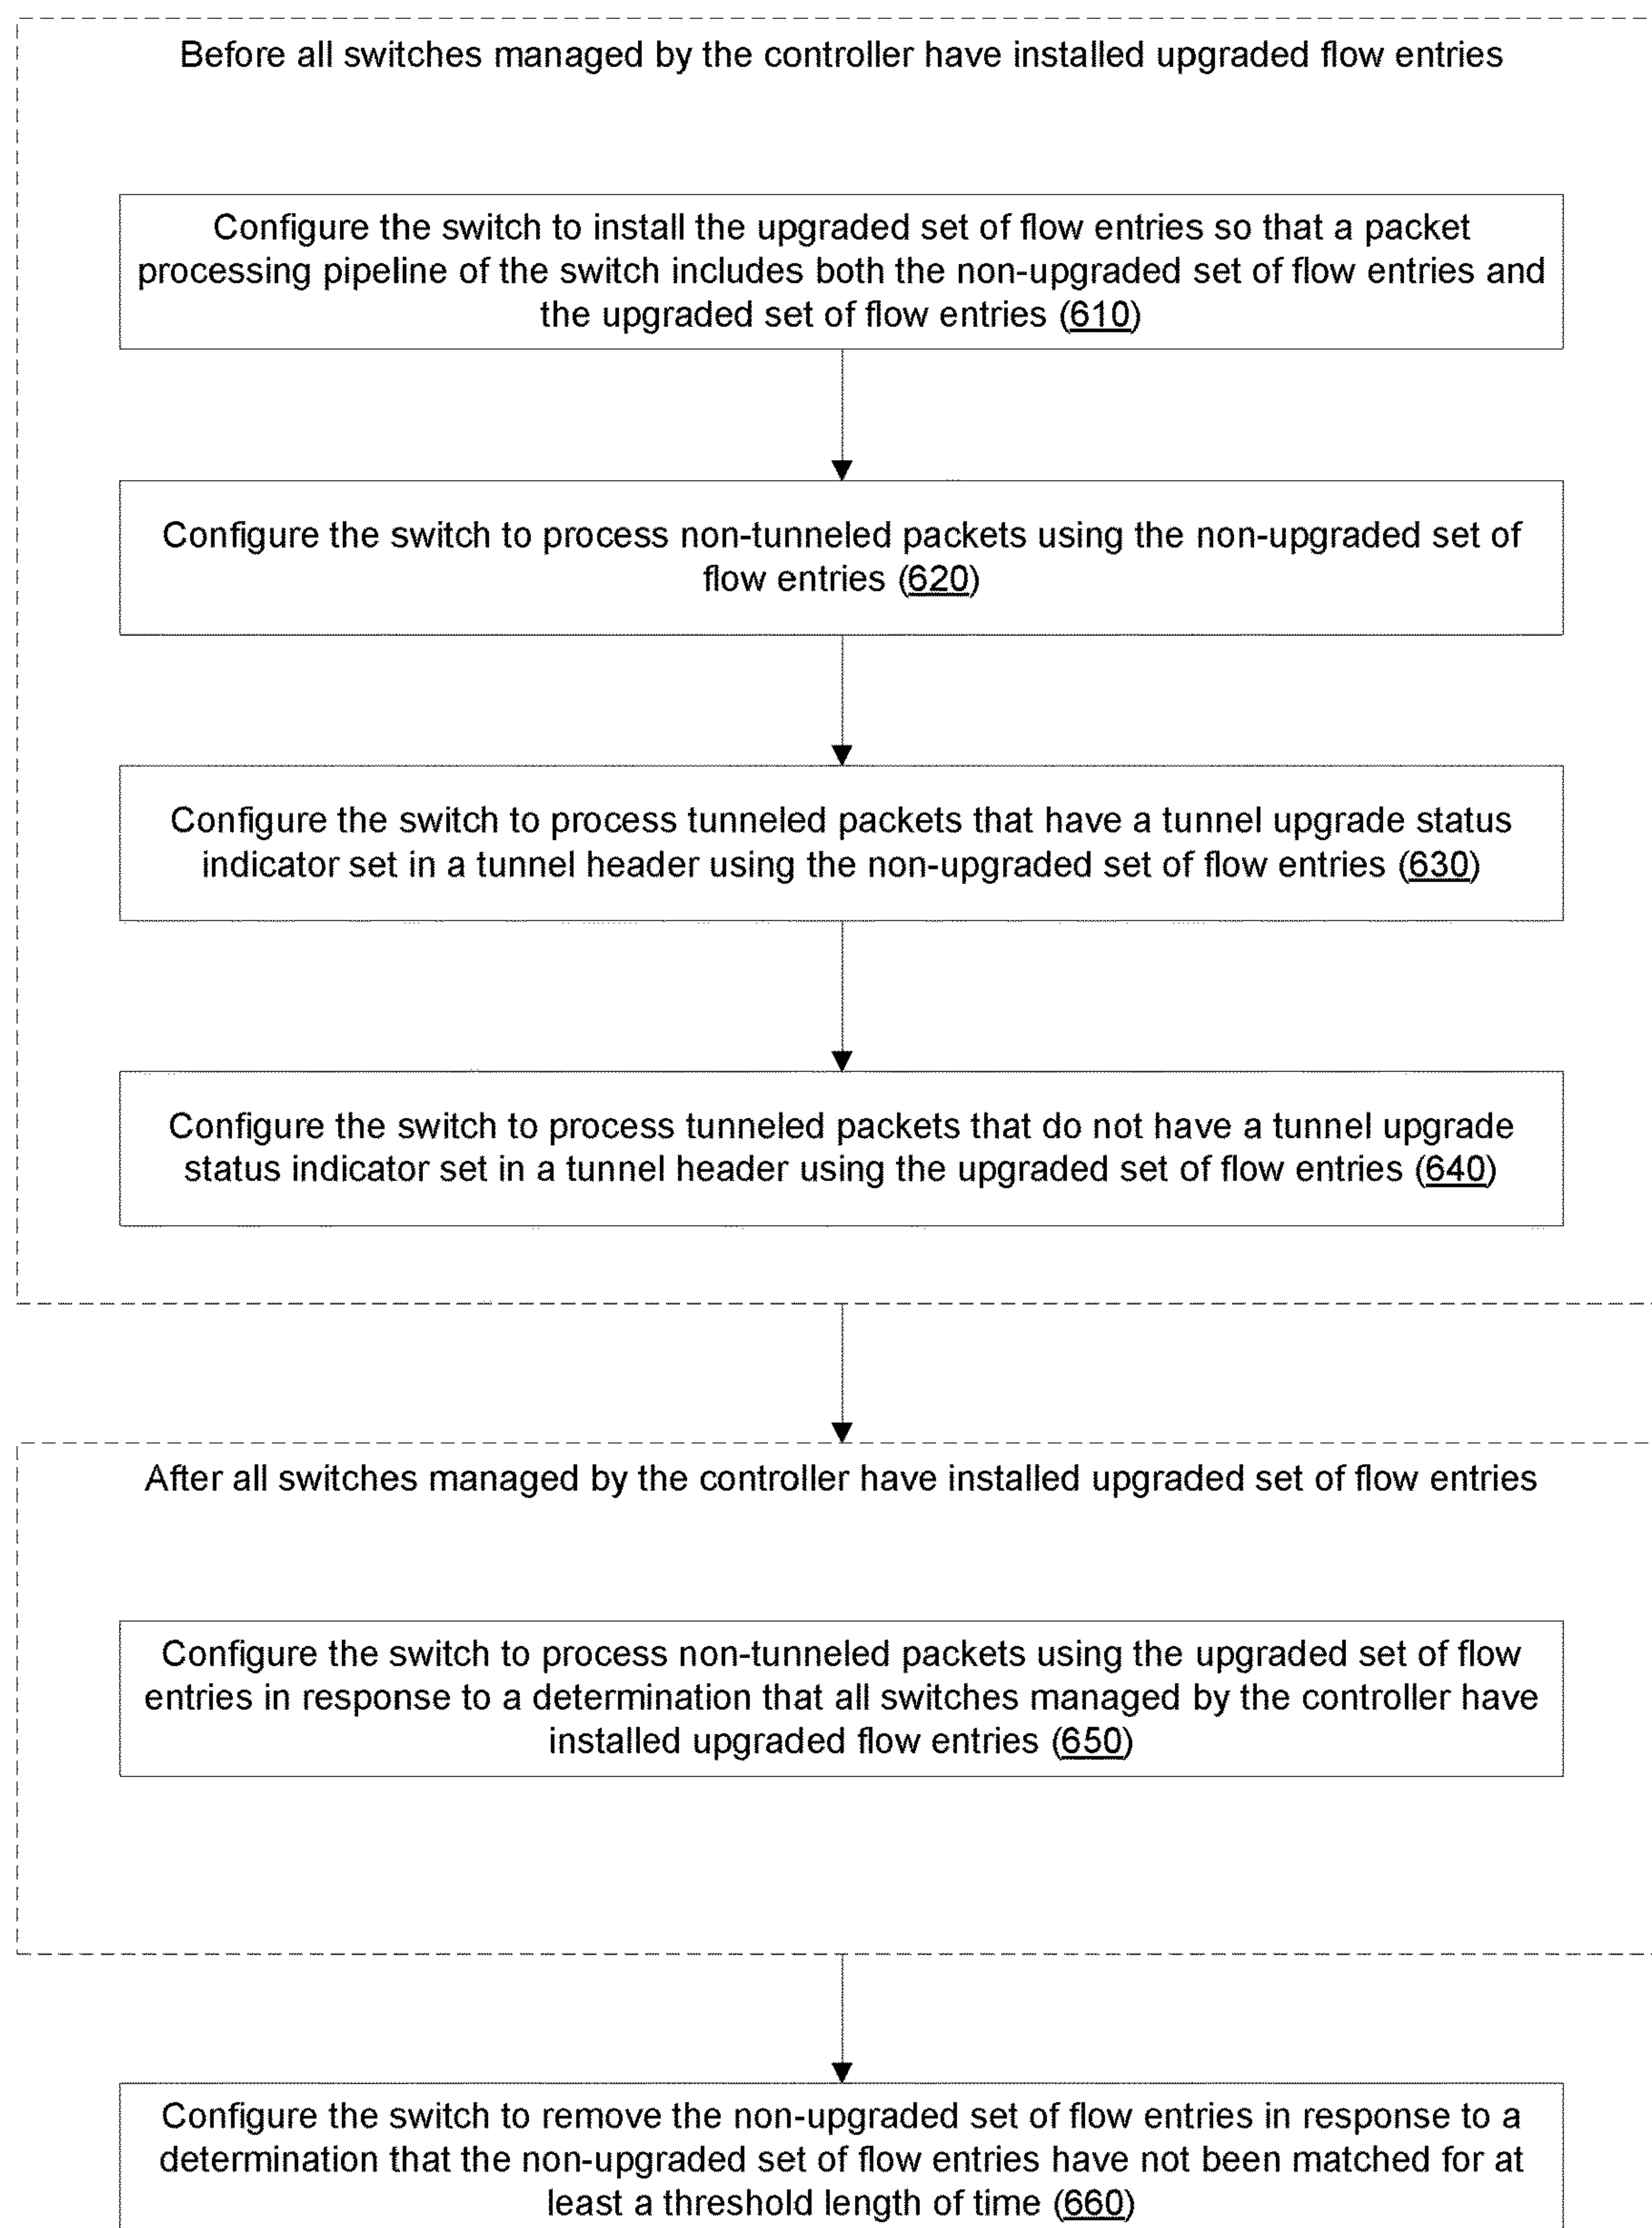 Before all switches managed by the controller have installed upgraded flow entries
Configure the switch to install the upgraded set of flow entries so that a packet
processing pipeline of the switch includes both the non-upgraded set of flow entries and
the upgraded set of flow entries (610)
Configure the switch to process non-tunneled packets using the non-upgraded set of
flow entries (620)
Configure the switch to process tunneled packets that have a tunnel upgrade status
indicator set in a tunnel header using the non-upgraded set of flow entries (630)
Configure the switch to process tunneled packets that do not have a tunnel upgrade
status indicator set in a tunnel header using the upgraded set of flow entries (640)
After all switches managed by the controller have installed upgraded set of flow entries
Configure the switch to process non-tunneled packets using the upgraded set of flow
entries in response to a determination that all switches managed by the controller have
installed upgraded flow entries (650)
Configure the switch to remove the non-upgraded set of flow entries in response to a
determination that the non-upgraded set of flow entries have not been matched for at
least a threshold length of time (660)